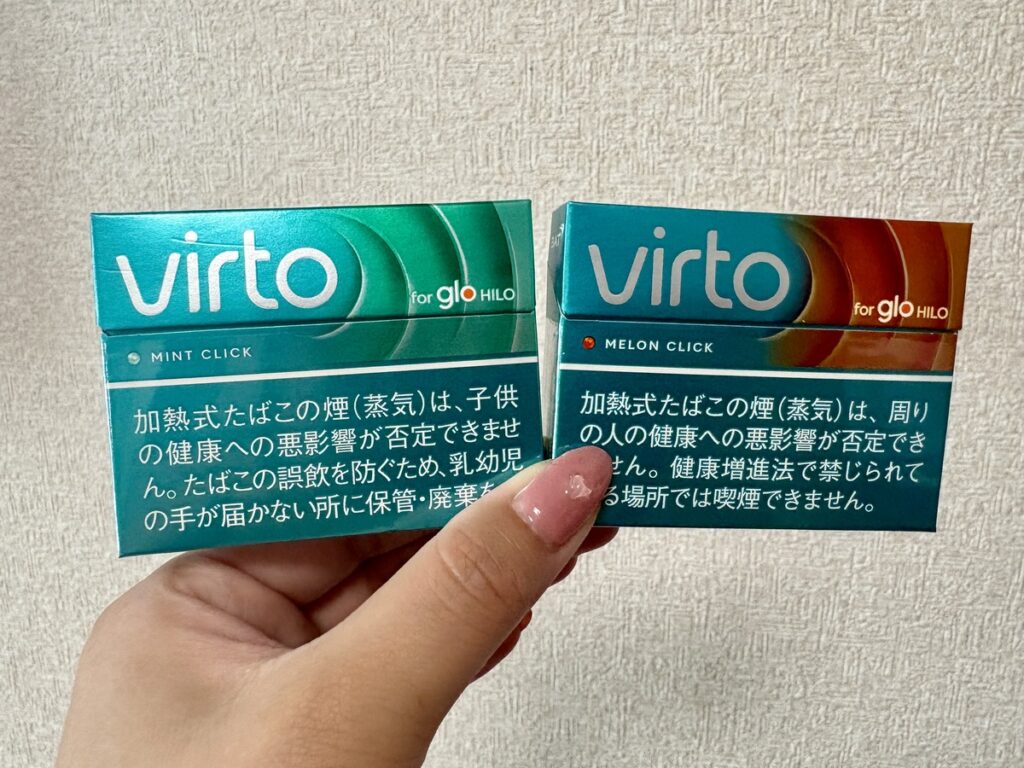 virto
for glo HILO
MINT CLICK
加熱式たばこの煙(蒸気)は、子供
の健康への悪影響が否定できませ
ん。たばこの誤飲を防ぐため、乳幼児
の手が届かない所に保管・廃棄
BAT
virto
for glo HILO
MELON CLICK
加熱式たばこの煙(蒸気)は、周り
の人の健康への悪影響が否定でき
せん。健康増進法で禁じられて
る場所では喫煙できません。